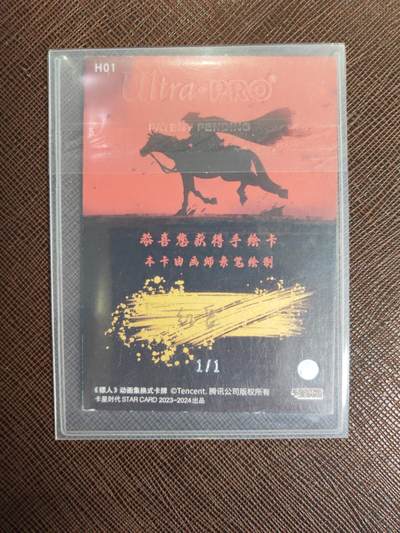 H01
Ultra·PRO®
PATENT PENDING
恭喜您获得手绘卡
本卡由画师亲笔绘制
1/1
《镖人》动画集换式卡牌 ©Tencent. 腾讯公司版权所有
卡星时代 STAR CARD 2023-2024出品